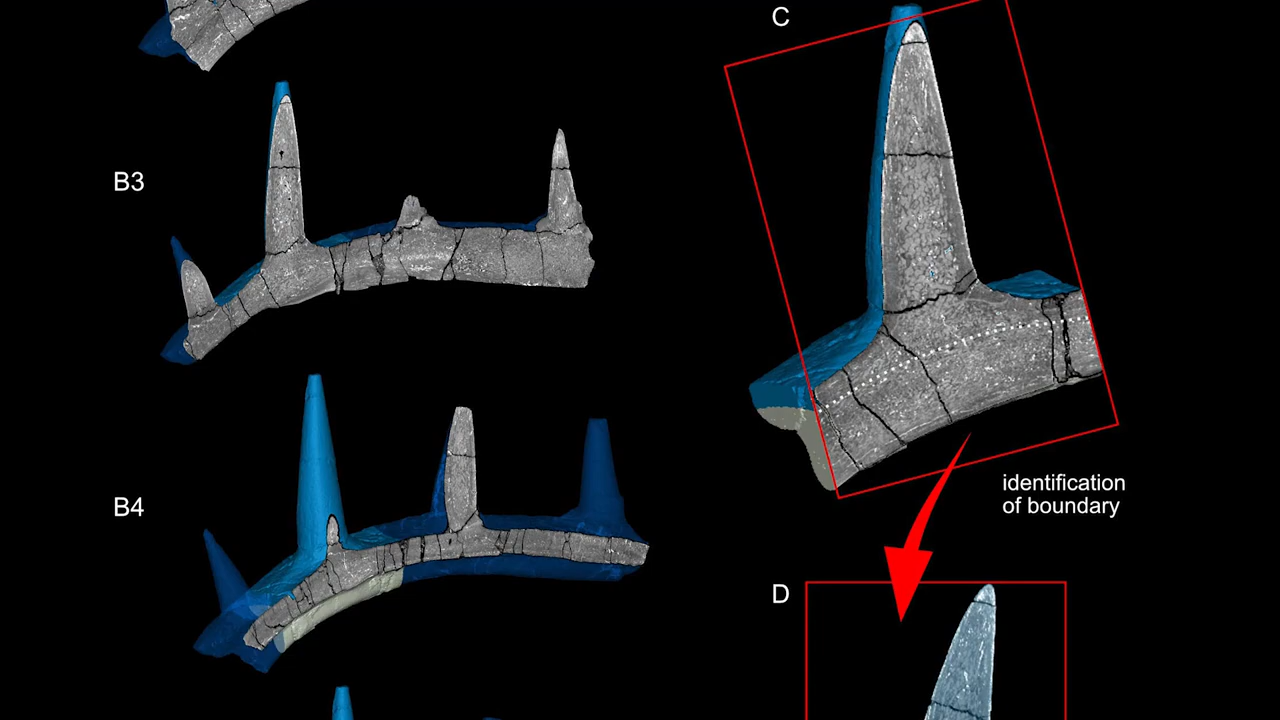 C
B3
B4
identification
of boundary
D